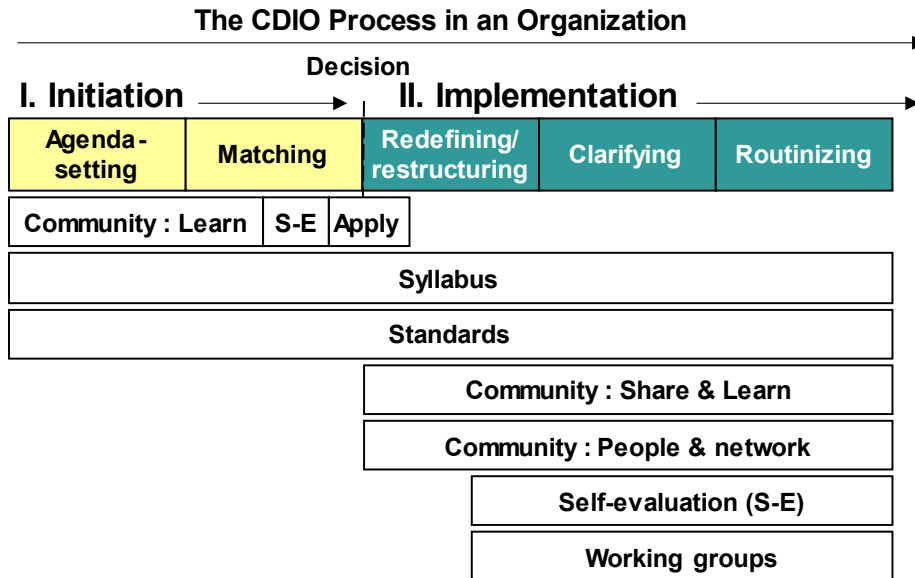 The CDIO Process in an Organization
Decision
I. Initiation
II. Implementation
Agenda-
setting
Matching
Redefining/
restructuring
Clarifying
Routinizing
Community : Learn
S-E
Apply
Syllabus
Standards
Community : Share & Learn
Community : People & network
Self-evaluation (S-E)
Working groups